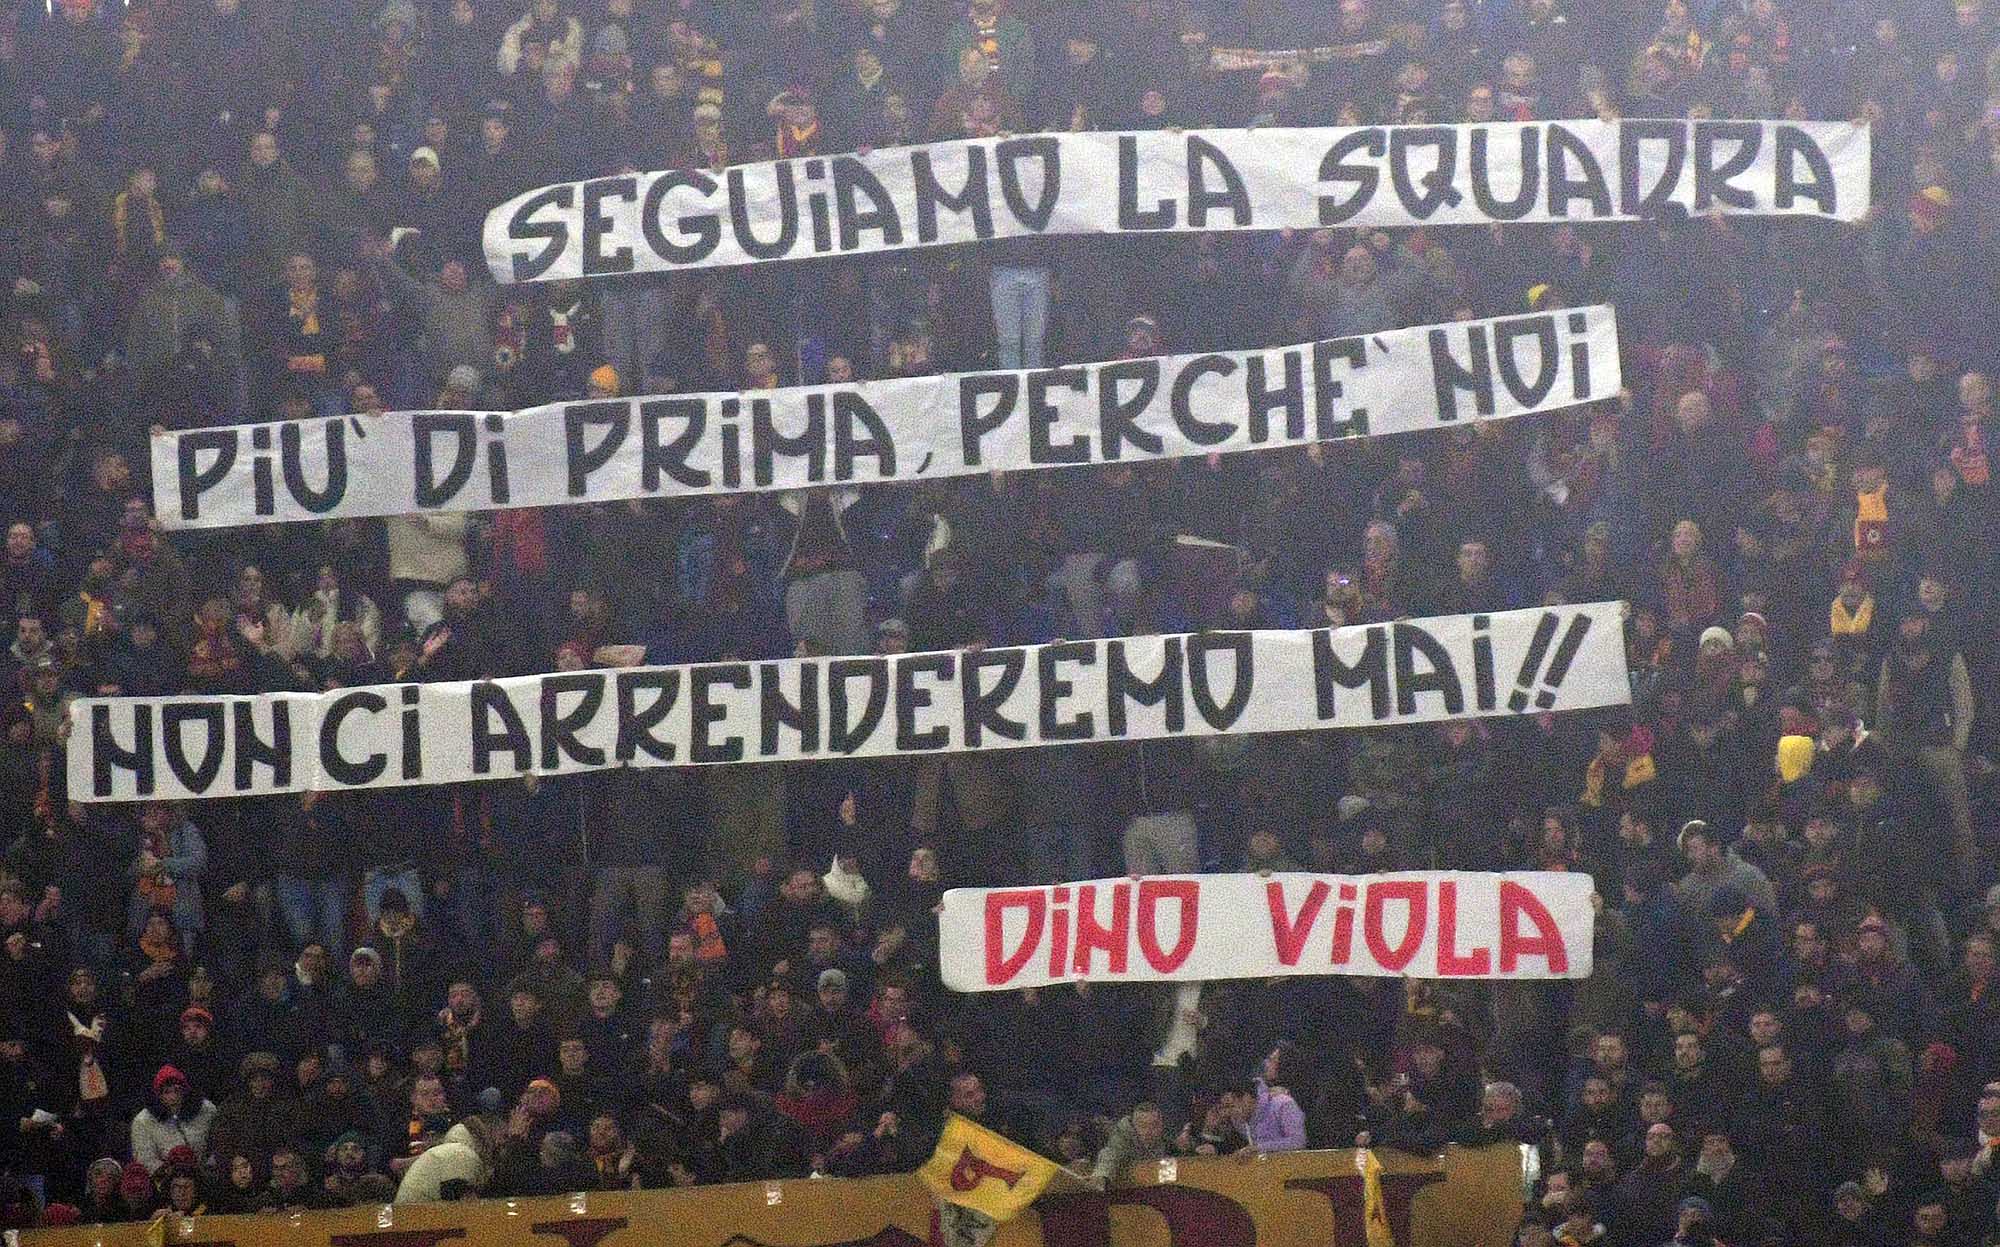 SEGUiAMO LA SQUADRA
PiU' Di PRiMA, PERCHE' NOi
NON Ci ARRENDEREMO MAi!!
DiNO ViOLA